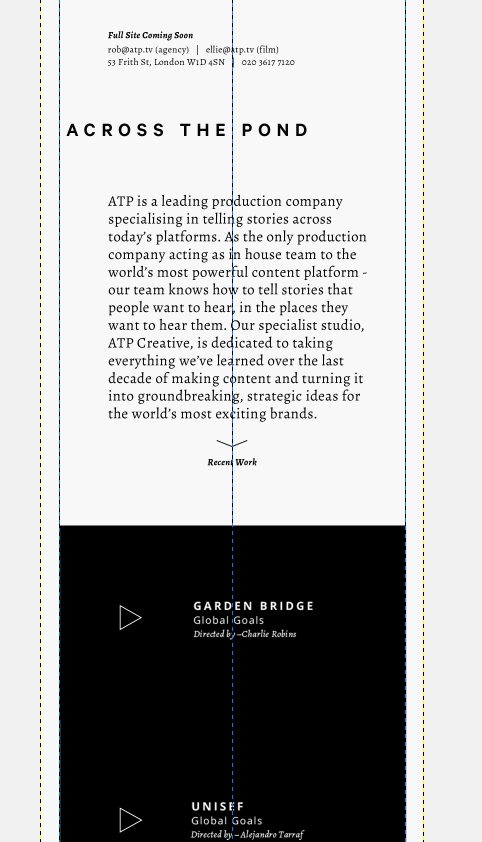 Full Site Coming Soon
rob@atp.tv (agency) | ellie@atp.tv (film)
53 Frith St, London W1D 4SN | 020 3617 7120
ACROSS THE POND
ATP is a leading production company
specialising in telling stories across
today's platforms. As the only production
company acting as in house team to the
world's most powerful content platform -
our team knows how to tell stories that
people want to hear, in the places they
want to hear them. Our specialist studio,
ATP Creative, is dedicated to taking
everything we've learned over the last
decade of making content and turning it
into groundbreaking, strategic ideas for
the world's most exciting brands.
Recent Work
GARDEN BRIDGE
Global Goals
Directed by –Charlie Robins
UNISEF
Global Goals
Directed by –Alejandro Tarraf